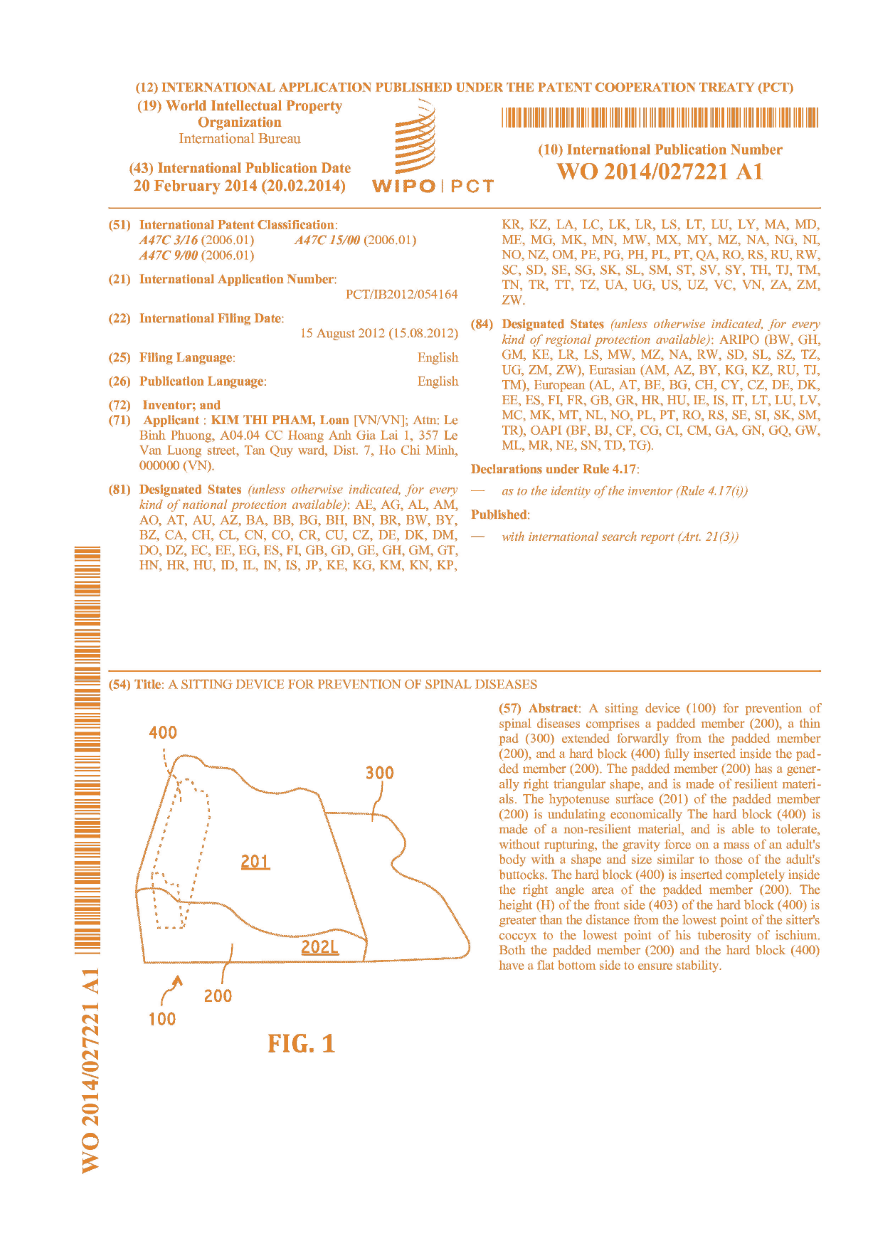 (12) INTERNATIONAL APPLICATION PUBLISHED UNDER THE PATENT COOPERATION TREATY (PCT)
(19) World Intellectual Property
Organization
International Bureau
(43) International Publication Date
20 February 2014 (20.02.2014)
WIPO | PCT
(10) International Publication Number
WO 2014/027221 A1
(51) International Patent Classification:
A47C 3/16 (2006.01) A47C 15/00 (2006.01)
A47C 9/00 (2006.01)
(21) International Application Number:
PCT/IB2012/054164
(22) International Filing Date:
15 August 2012 (15.08.2012)
(25) Filing Language: English
(26) Publication Language: English
(72) Inventor; and
(71) Applicant : KIM THI PHAM, Loan [VN/VN]; Attn: Le
Binh Phuong, A04.04 CC Hoang Anh Gia Lai 1, 357 Le
Van Luong street, Tan Quy ward, Dist. 7, Ho Chi Minh,
000000 (VN).
(81) Designated States (unless otherwise indicated, for every
kind of national protection available): AE, AG, AL, AM,
AO, AT, AU, AZ, BA, BB, BG, BH, BN, BR, BW, BY,
BZ, CA, CH, CL, CN, CO, CR, CU, CZ, DE, DK, DM,
DO, DZ, EC, EE, EG, ES, FI, GB, GD, GE, GH, GM, GT,
HN, HR, HU, ID, IL, IN, IS, JP, KE, KG, KM, KN, KP,
KR, KZ, LA, LC, LK, LR, LS, LT, LU, LY, MA, MD,
ME, MG, MK, MN, MW, MX, MY, MZ, NA, NG, NI,
NO, NZ, OM, PE, PG, PH, PL, PT, QA, RO, RS, RU, RW,
SC, SD, SE, SG, SK, SL, SM, ST, SV, SY, TH, TJ, TM,
TN, TR, TT, TZ, UA, UG, US, UZ, VC, VN, ZA, ZM,
ZW.
(84) Designated States (unless otherwise indicated, for every
kind of regional protection available): ARIPO (BW, GH,
GM, KE, LR, LS, MW, MZ, NA, RW, SD, SL, SZ, TZ,
UG, ZM, ZW), Eurasian (AM, AZ, BY, KG, KZ, RU, TJ,
TM), European (AL, AT, BE, BG, CH, CY, CZ, DE, DK,
EE, ES, FI, FR, GB, GR, HR, HU, IE, IS, IT, LT, LU, LV,
MC, MK, MT, NL, NO, PL, PT, RO, RS, SE, SI, SK, SM,
TR), OAPI (BF, BJ, CF, CG, CI, CM, GA, GN, GQ, GW,
ML, MR, NE, SN, TD, TG).
Declarations under Rule 4.17:
— as to the identity of the inventor (Rule 4.17(i))
Published:
— with international search report (Art. 21(3))
(54) Title: A SITTING DEVICE FOR PREVENTION OF SPINAL DISEASES
400
300
201
202L
200
100
FIG. 1
(57) Abstract: A sitting device (100) for prevention of
spinal diseases comprises a padded member (200), a thin
pad (300) extended forwardly from the padded member
(200), and a hard block (400) fully inserted inside the pad-
ded member (200). The padded member (200) has a gener-
ally right triangular shape, and is made of resilient materi-
als. The hypotenuse surface (201) of the padded member
(200) is undulating economically The hard block (400) is
made of a non-resilient material, and is able to tolerate,
without rupturing, the gravity force on a mass of an adult's
body with a shape and size similar to those of the adult's
buttocks. The hard block (400) is inserted completely inside
the right angle area of the padded member (200). The
height (H) of the front side (403) of the hard block (400) is
greater than the distance from the lowest point of the sitter's
coccyx to the lowest point of his tuberosity of ischium.
Both the padded member (200) and the hard block (400)
have a flat bottom side to ensure stability.
WO 2014/027221 A1